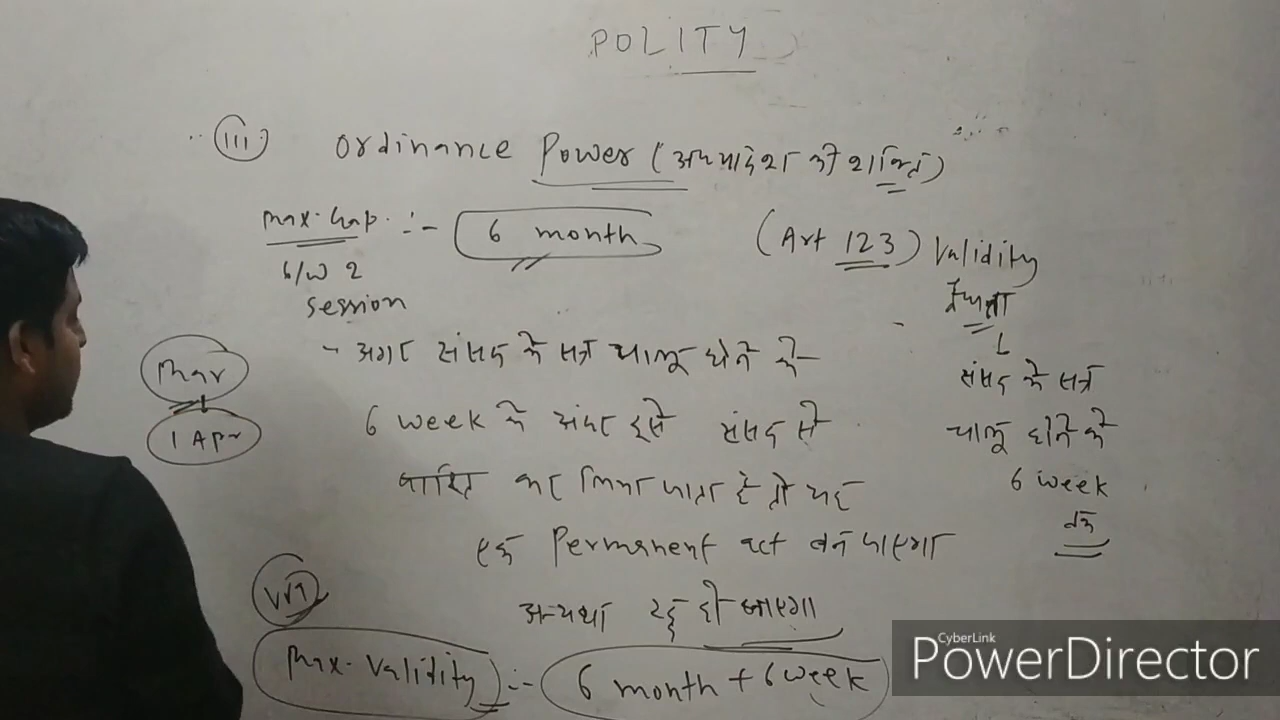 POLITY
(iii) Ordinance Power (अध्यादेश की शक्ति)
max. Gap :- 6 month
b/w 2
session
(Art 123) Validity
वैधता
संसद के सत्र
चालू होने के
6 week
तक
- अगर संसद के सत्र चालू होने के
6 week के अंदर इसे संसद से
पारित कर लिया जाता है तो यह
एक Permanent act बन जाएगा
अन्यथा रद्द हो जाएगा
Mar
1 Apr
Max. Validity :- 6 month + 6 week
CyberLink
PowerDirector